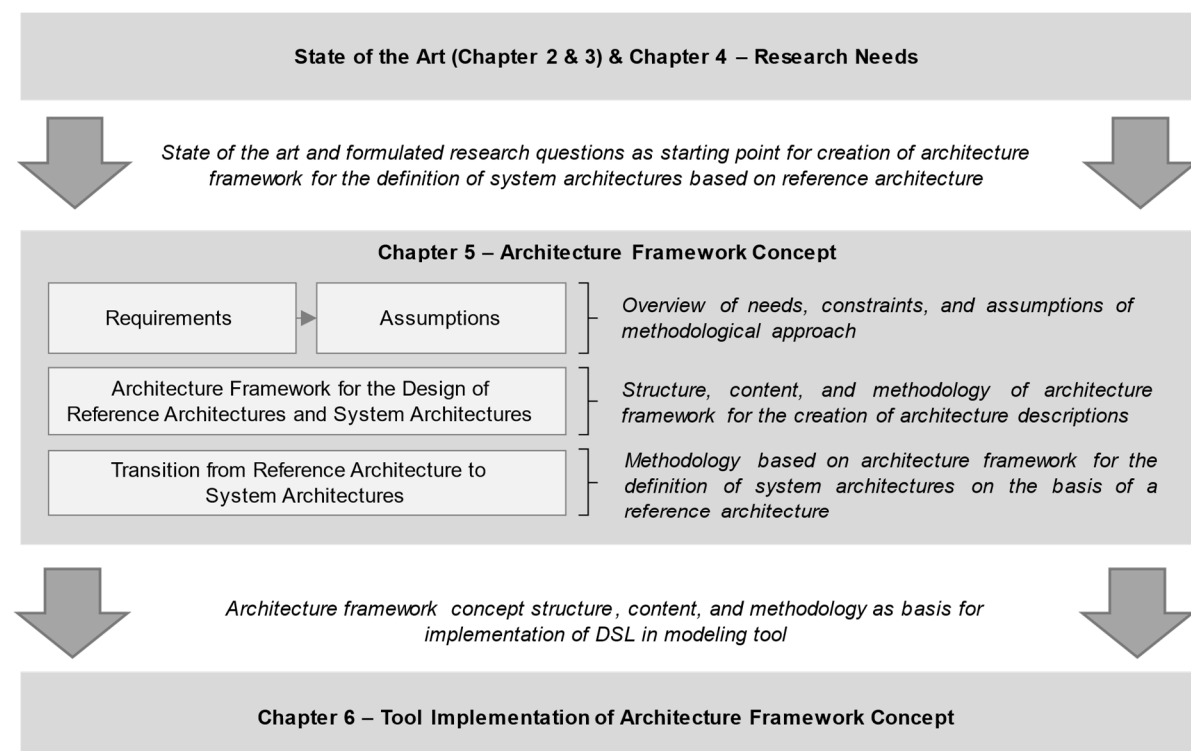 State of the Art (Chapter 2 & 3) & Chapter 4 – Research Needs
State of the art and formulated research questions as starting point for creation of architecture
framework for the definition of system architectures based on reference architecture
Chapter 5 – Architecture Framework Concept
Requirements
Assumptions
Overview of needs, constraints, and assumptions of
methodological approach
Architecture Framework for the Design of
Reference Architectures and System Architectures
Structure, content, and methodology of architecture
framework for the creation of architecture descriptions
Transition from Reference Architecture to
System Architectures
Methodology based on architecture framework for the
definition of system architectures on the basis of a
reference architecture
Architecture framework concept structure, content, and methodology as basis for
implementation of DSL in modeling tool
Chapter 6 – Tool Implementation of Architecture Framework Concept